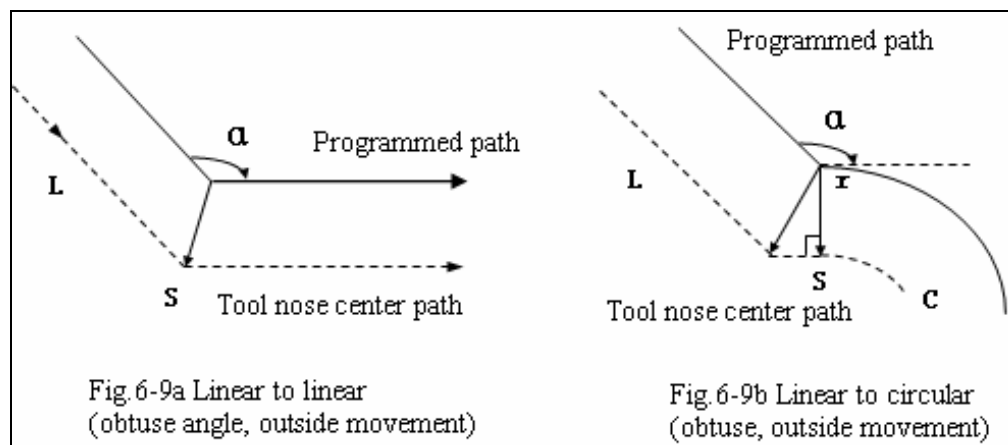 Programmed path
α
L
S
Tool nose center path
Fig.6-9a Linear to linear
(obtuse angle, outside movement)
Programmed path
α
L
r
S
C
Tool nose center path
Fig.6-9b Linear to circular
(obtuse, outside movement)